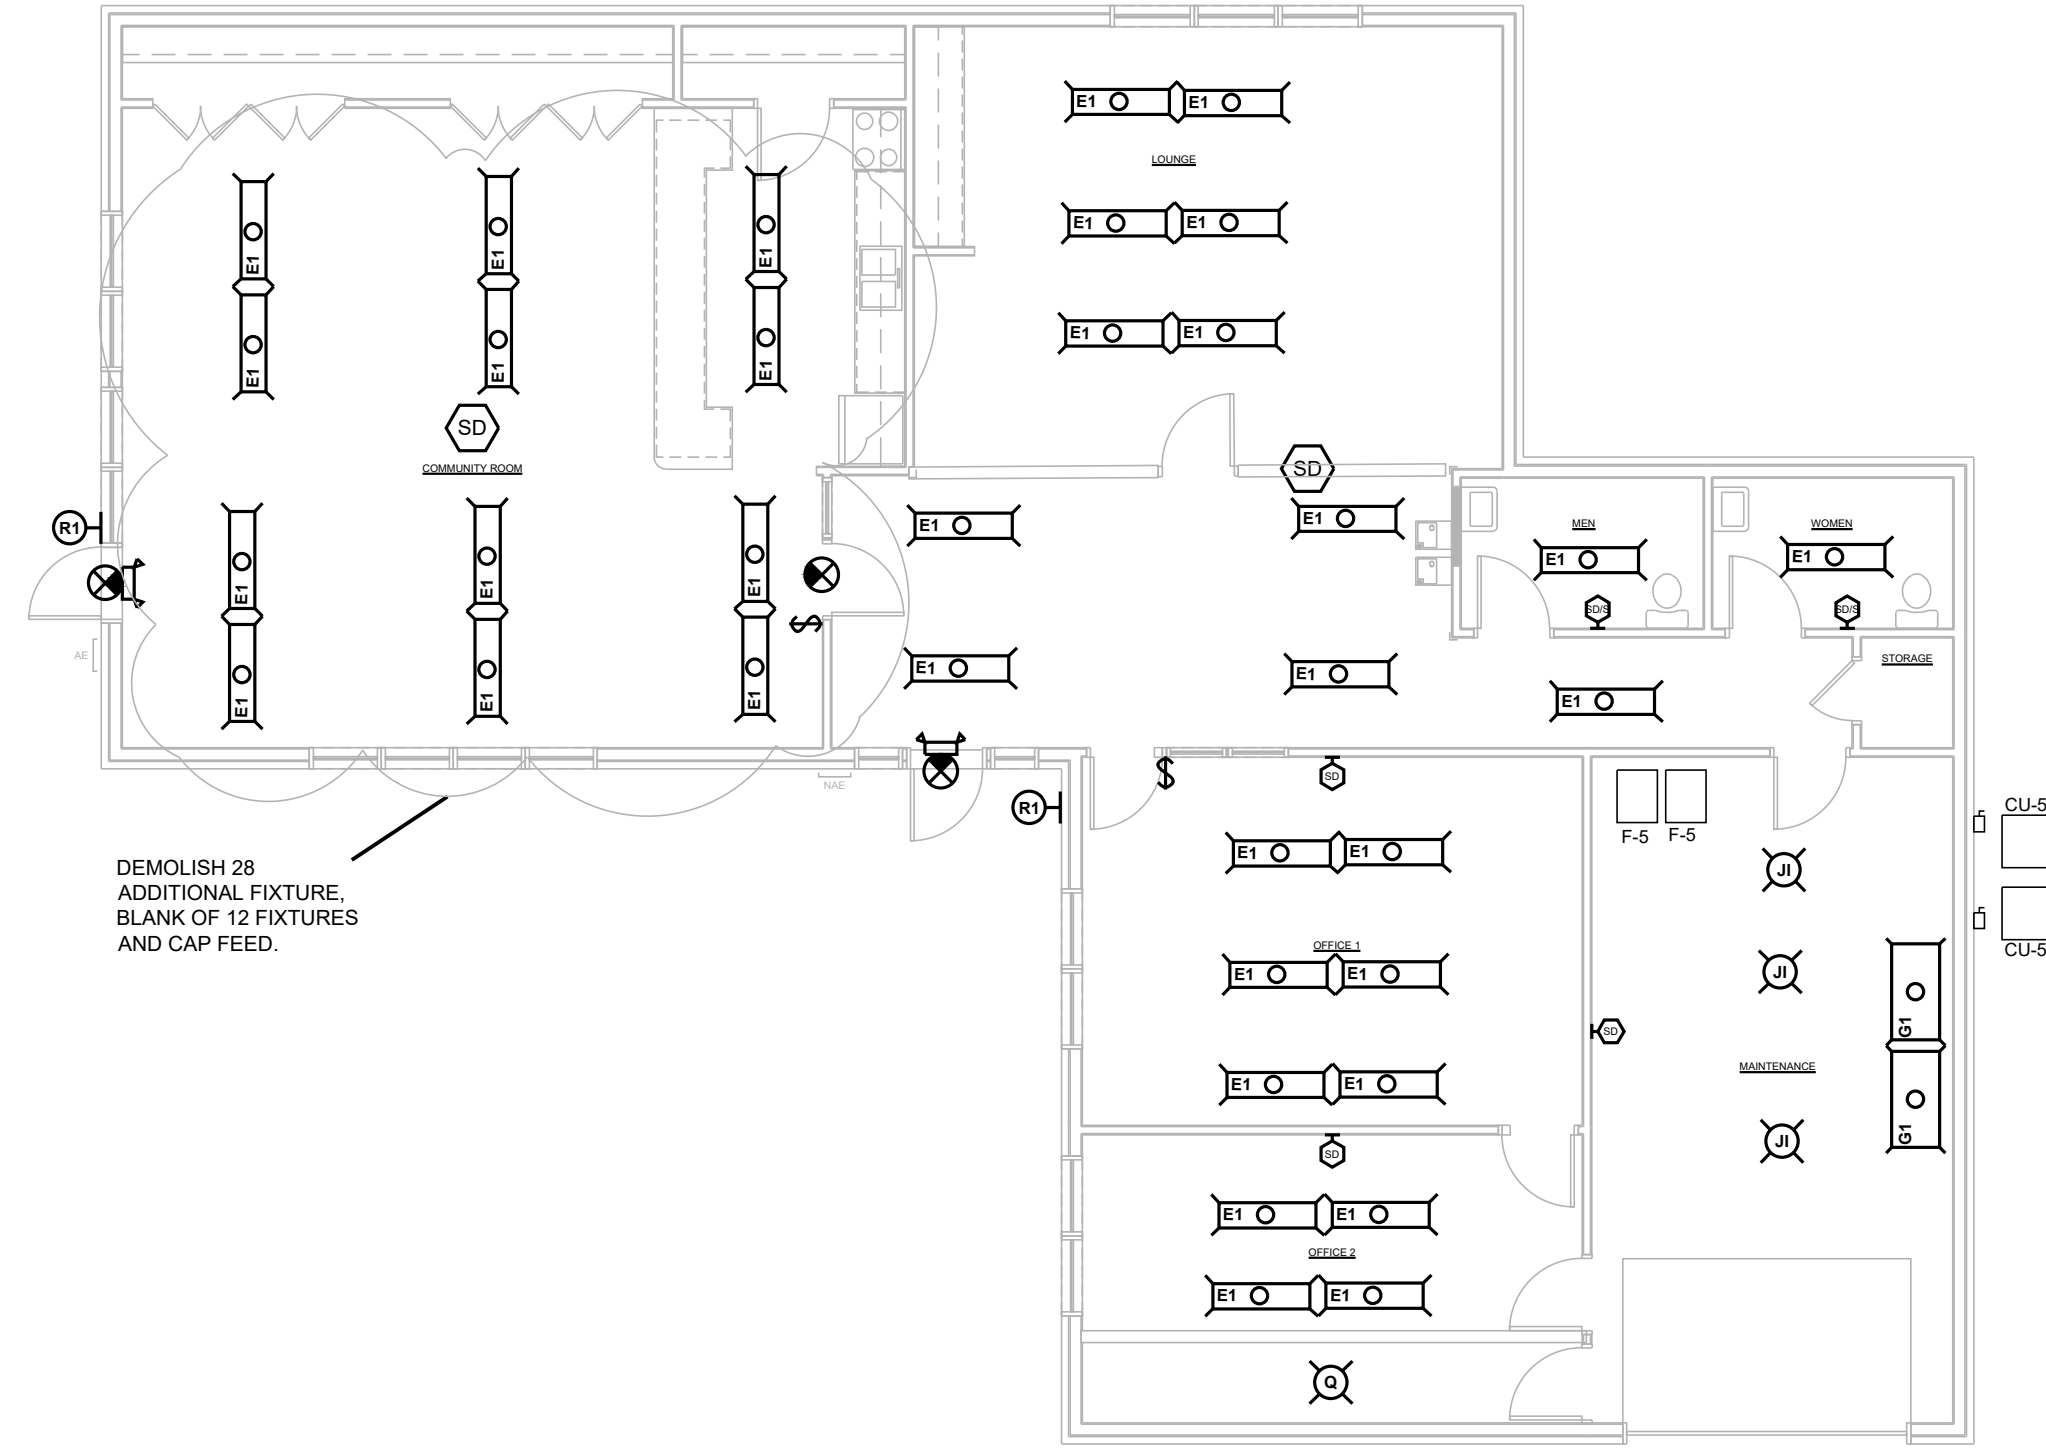 E1 E1
LOUNGE
E1 E1
E1 E1
E1 E1 E1
E1 E1 E1
SD
COMMUNITY ROOM
SD
R1
E1 E1
MEN
WOMEN
E1 E1
SD/S SD/S
E1 E1 E1
E1 E1 E1
$
AE
STORAGE
E1 E1
E1
NAE
$
SD
R1
F-5 F-5
CU-5
E1 E1
JI
DEMOLISH 28
ADDITIONAL FIXTURE,
BLANK OF 12 FIXTURES
AND CAP FEED.
OFFICE 1
CU-5
E1 E1
JI
G1
SD
MAINTENANCE
E1 E1
G1
JI
SD
E1 E1
OFFICE 2
E1 E1
Q